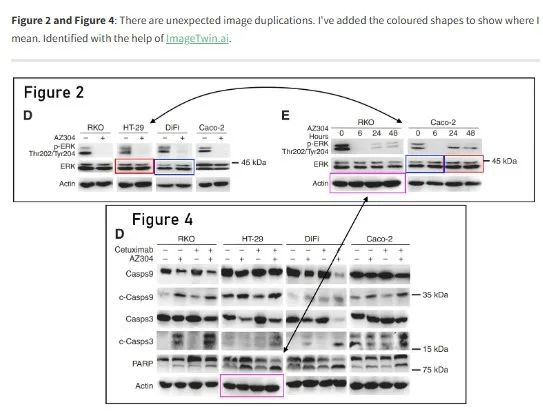 Figure 2 and Figure 4: There are unexpected image duplications. I've added the coloured shapes to show where I
mean. Identified with the help of ImageTwin.ai.
Figure 2
D
RKO HT-29 DiFi Caco-2
AZ304 − + − + − + − +
p-ERK
Thr202/Tyr204
ERK
45 kDa
Actin
E
RKO Caco-2
AZ304
Hours 0 6 24 48 0 6 24 48
p-ERK
Thr202/Tyr204
ERK
45 kDa
Actin
Figure 4
D
RKO HT-29 DiFi Caco-2
Cetuximab − − + + − − + + − − + + − − + +
AZ304 − + − + − + − + − + − + − + − +
Casps9
c-Casps9
35 kDa
Casps3
c-Casps3
15 kDa
PARP
75 kDa
Actin